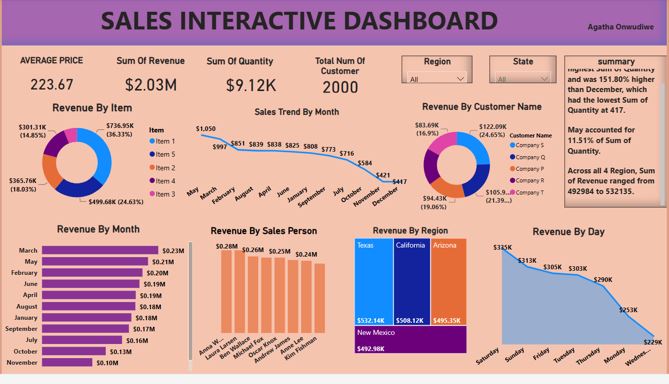 SALES INTERACTIVE DASHBOARD
Agatha Onwudiwe
AVERAGE PRICE
223.67
Sum Of Revenue
$2.03M
Sum Of Quantity
$9.12K
Total Num Of
Customer
2000
Region
All
State
All
summary
highest Sum of Quantity
and was 151.80% higher
than December, which
had the lowest Sum of
Quantity at 417.
May accounted for
11.51% of Sum of
Quantity.
Across all 4 Region, Sum
of Revenue ranged from
492984 to 532135.
Revenue By Item
$736.95K
(36.33%)
$499.68K (24.63%)
$365.76K
(18.03%)
$301.31K
(14.85%)
Item
Item 1
Item 5
Item 2
Item 4
Item 3
Sales Trend By Month
$1,050
$997
$851
$839
$838
$825
$808
$773
$716
$584
$421
$417
May
March
February
August
April
June
January
September
July
October
November
December
Revenue By Customer Name
$122.09K
(24.65%)
$105.9...
(21.39...)
$94.43K
(19.06%)
$83.69K
(16.9%)
Customer Name
Company S
Company Q
Company P
Company R
Company T
Revenue By Month
March $0.23M
May $0.21M
February $0.20M
June $0.19M
April $0.19M
August $0.18M
January $0.18M
September $0.17M
July $0.16M
October $0.13M
November $0.10M
Revenue By Sales Person
$0.28M
$0.26M
$0.25M
$0.24M
Anna W...
Laura Larsen
Ben Wallace
Michael Fox
Oscar Knox
Andrew James
Anne Lee
Kim Fishman
Revenue By Region
Texas
$532.14K
California
$508.12K
Arizona
$495.35K
New Mexico
$492.98K
Revenue By Day
$335K
$313K
$305K
$303K
$290K
$253K
$229K
Saturday
Sunday
Friday
Tuesday
Thursday
Monday
Wednes...